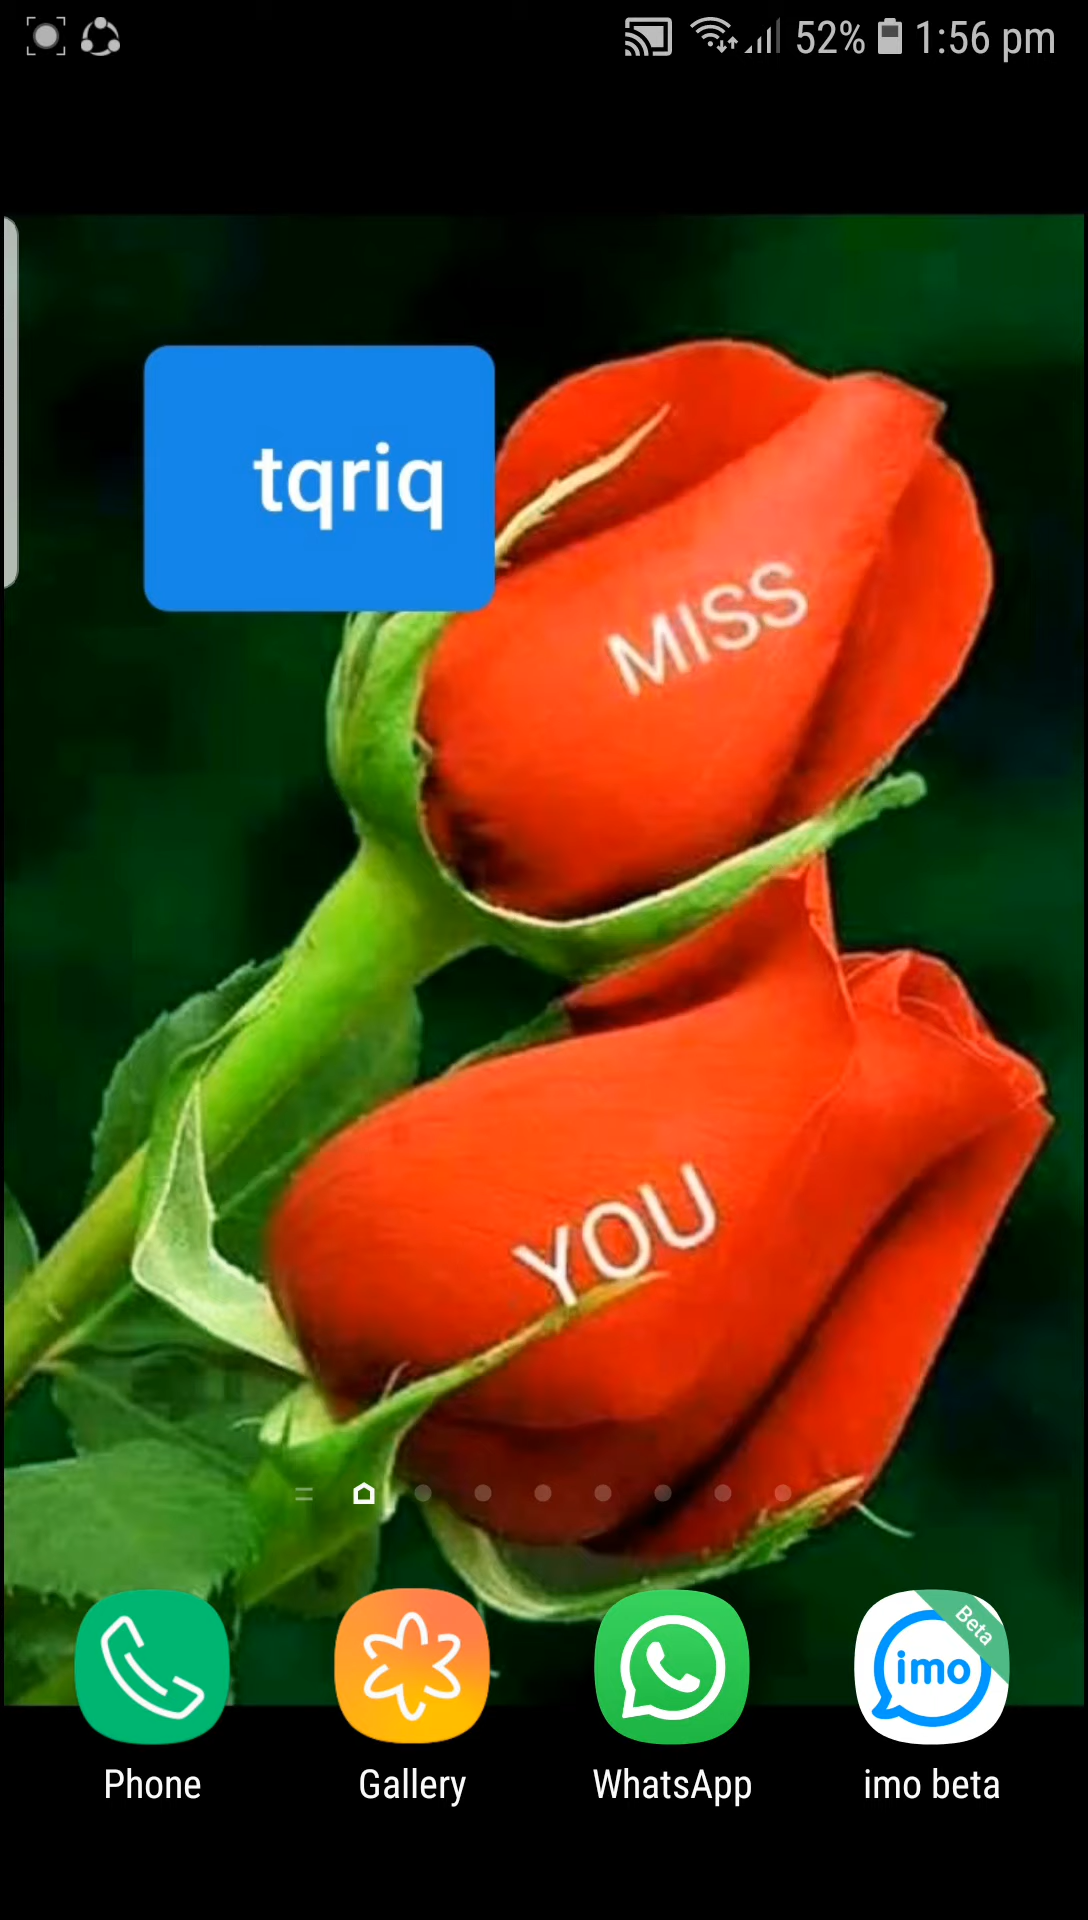 52% 1:56 pm
tqriq
MISS
YOU
Beta
imo
Phone Gallery WhatsApp imo beta